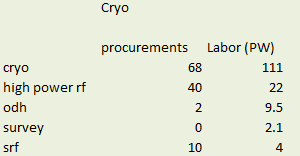 Cryo
procurements Labor (PW)
cryo 68 111
high power rf 40 22
odh 2 9.5
survey 0 2.1
srf 10 4